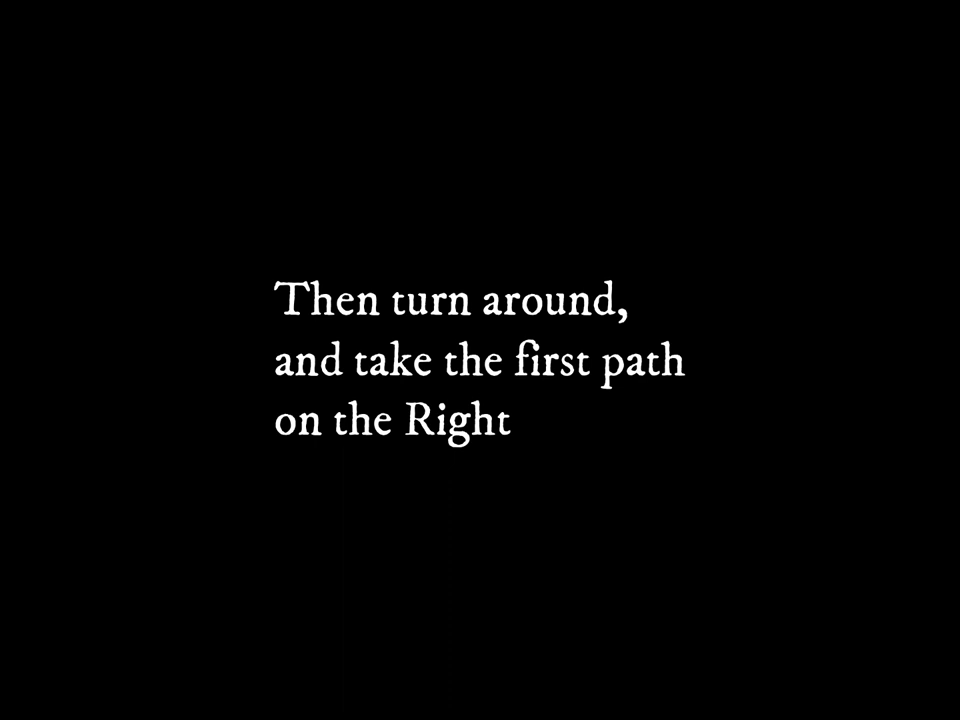 Then turn around,
and take the first path
on the Right